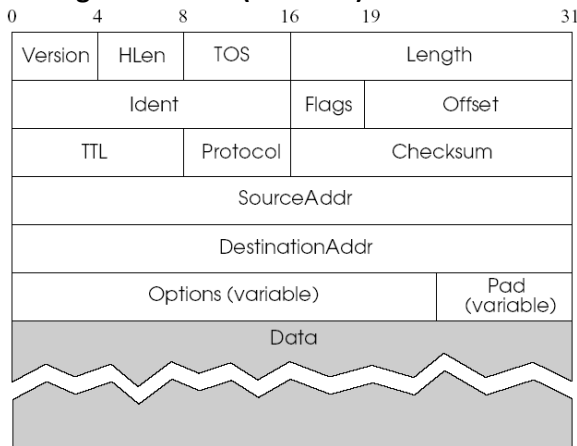 0 4 8 16 19 31
Version HLen TOS Length
Ident Flags Offset
TTL Protocol Checksum
SourceAddr
DestinationAddr
Options (variable) Pad
(variable)
Data